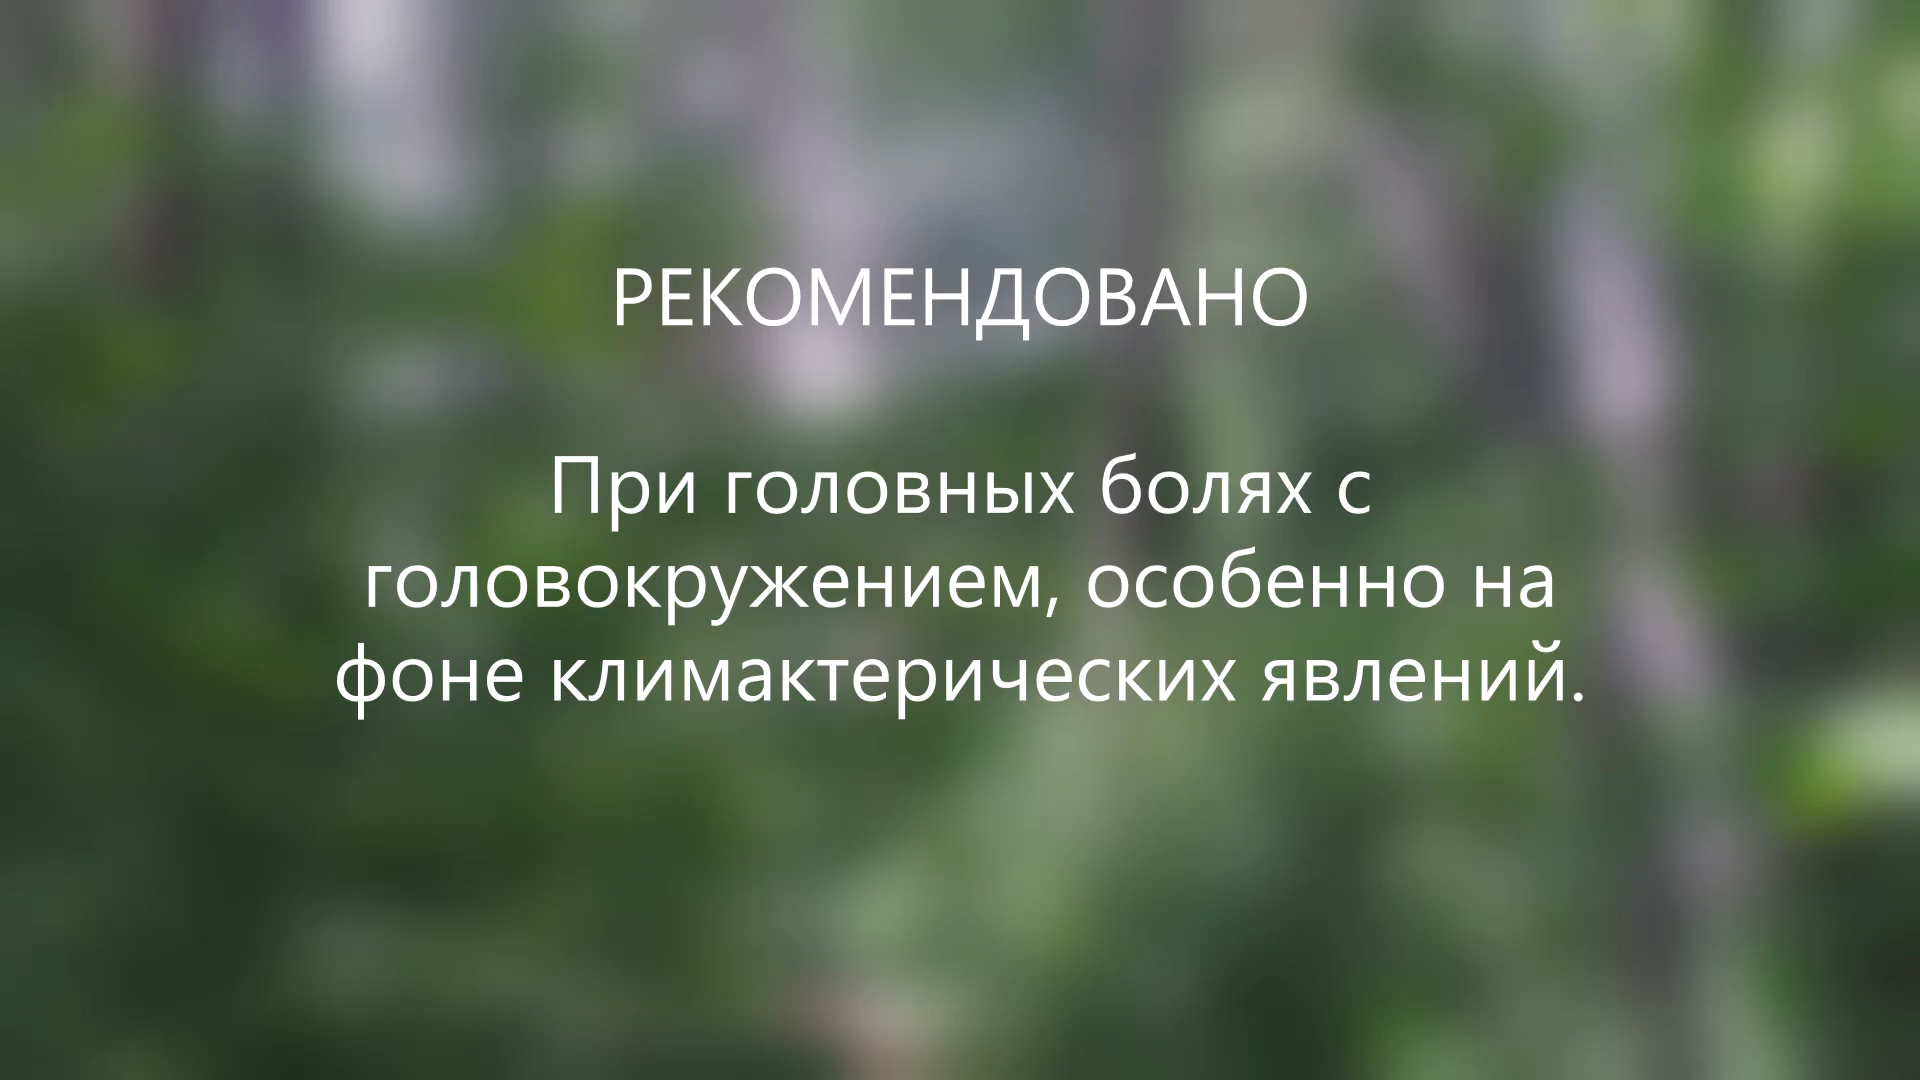 РЕКОМЕНДОВАНО
При головных болях с
головокружением, особенно на
фоне климактерических явлений.